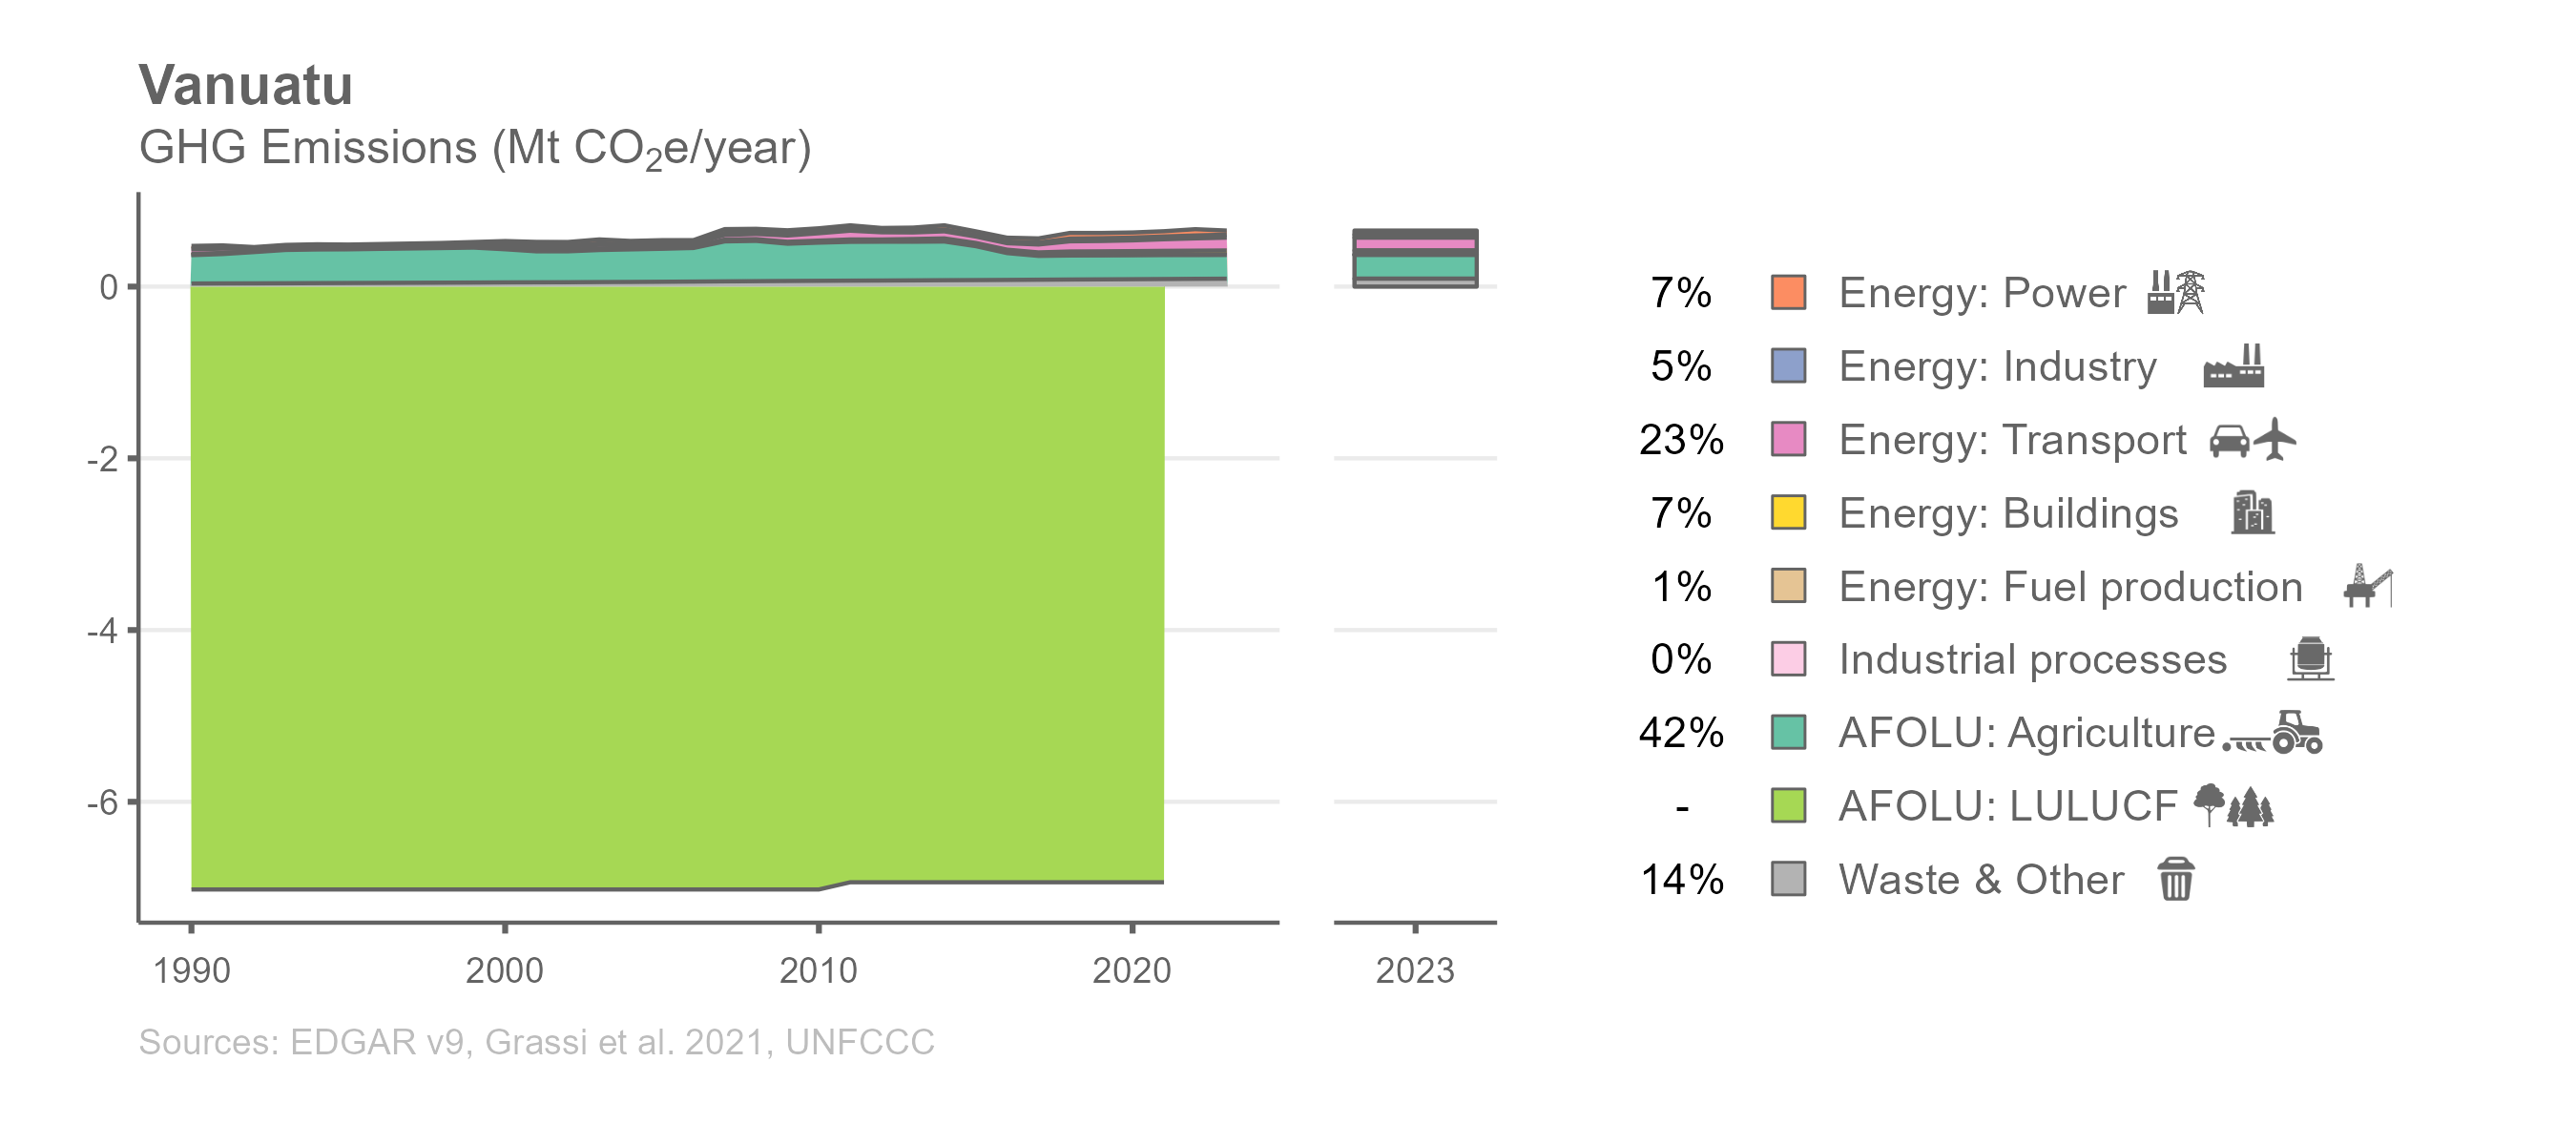 Vanuatu
GHG Emissions (Mt CO₂e/year)
0
-2
-4
-6
1990 2000 2010 2020 2023
7% Energy: Power
5% Energy: Industry
23% Energy: Transport
7% Energy: Buildings
1% Energy: Fuel production
0% Industrial processes
42% AFOLU: Agriculture
- AFOLU: LULUCF
14% Waste & Other
Sources: EDGAR v9, Grassi et al. 2021, UNFCCC